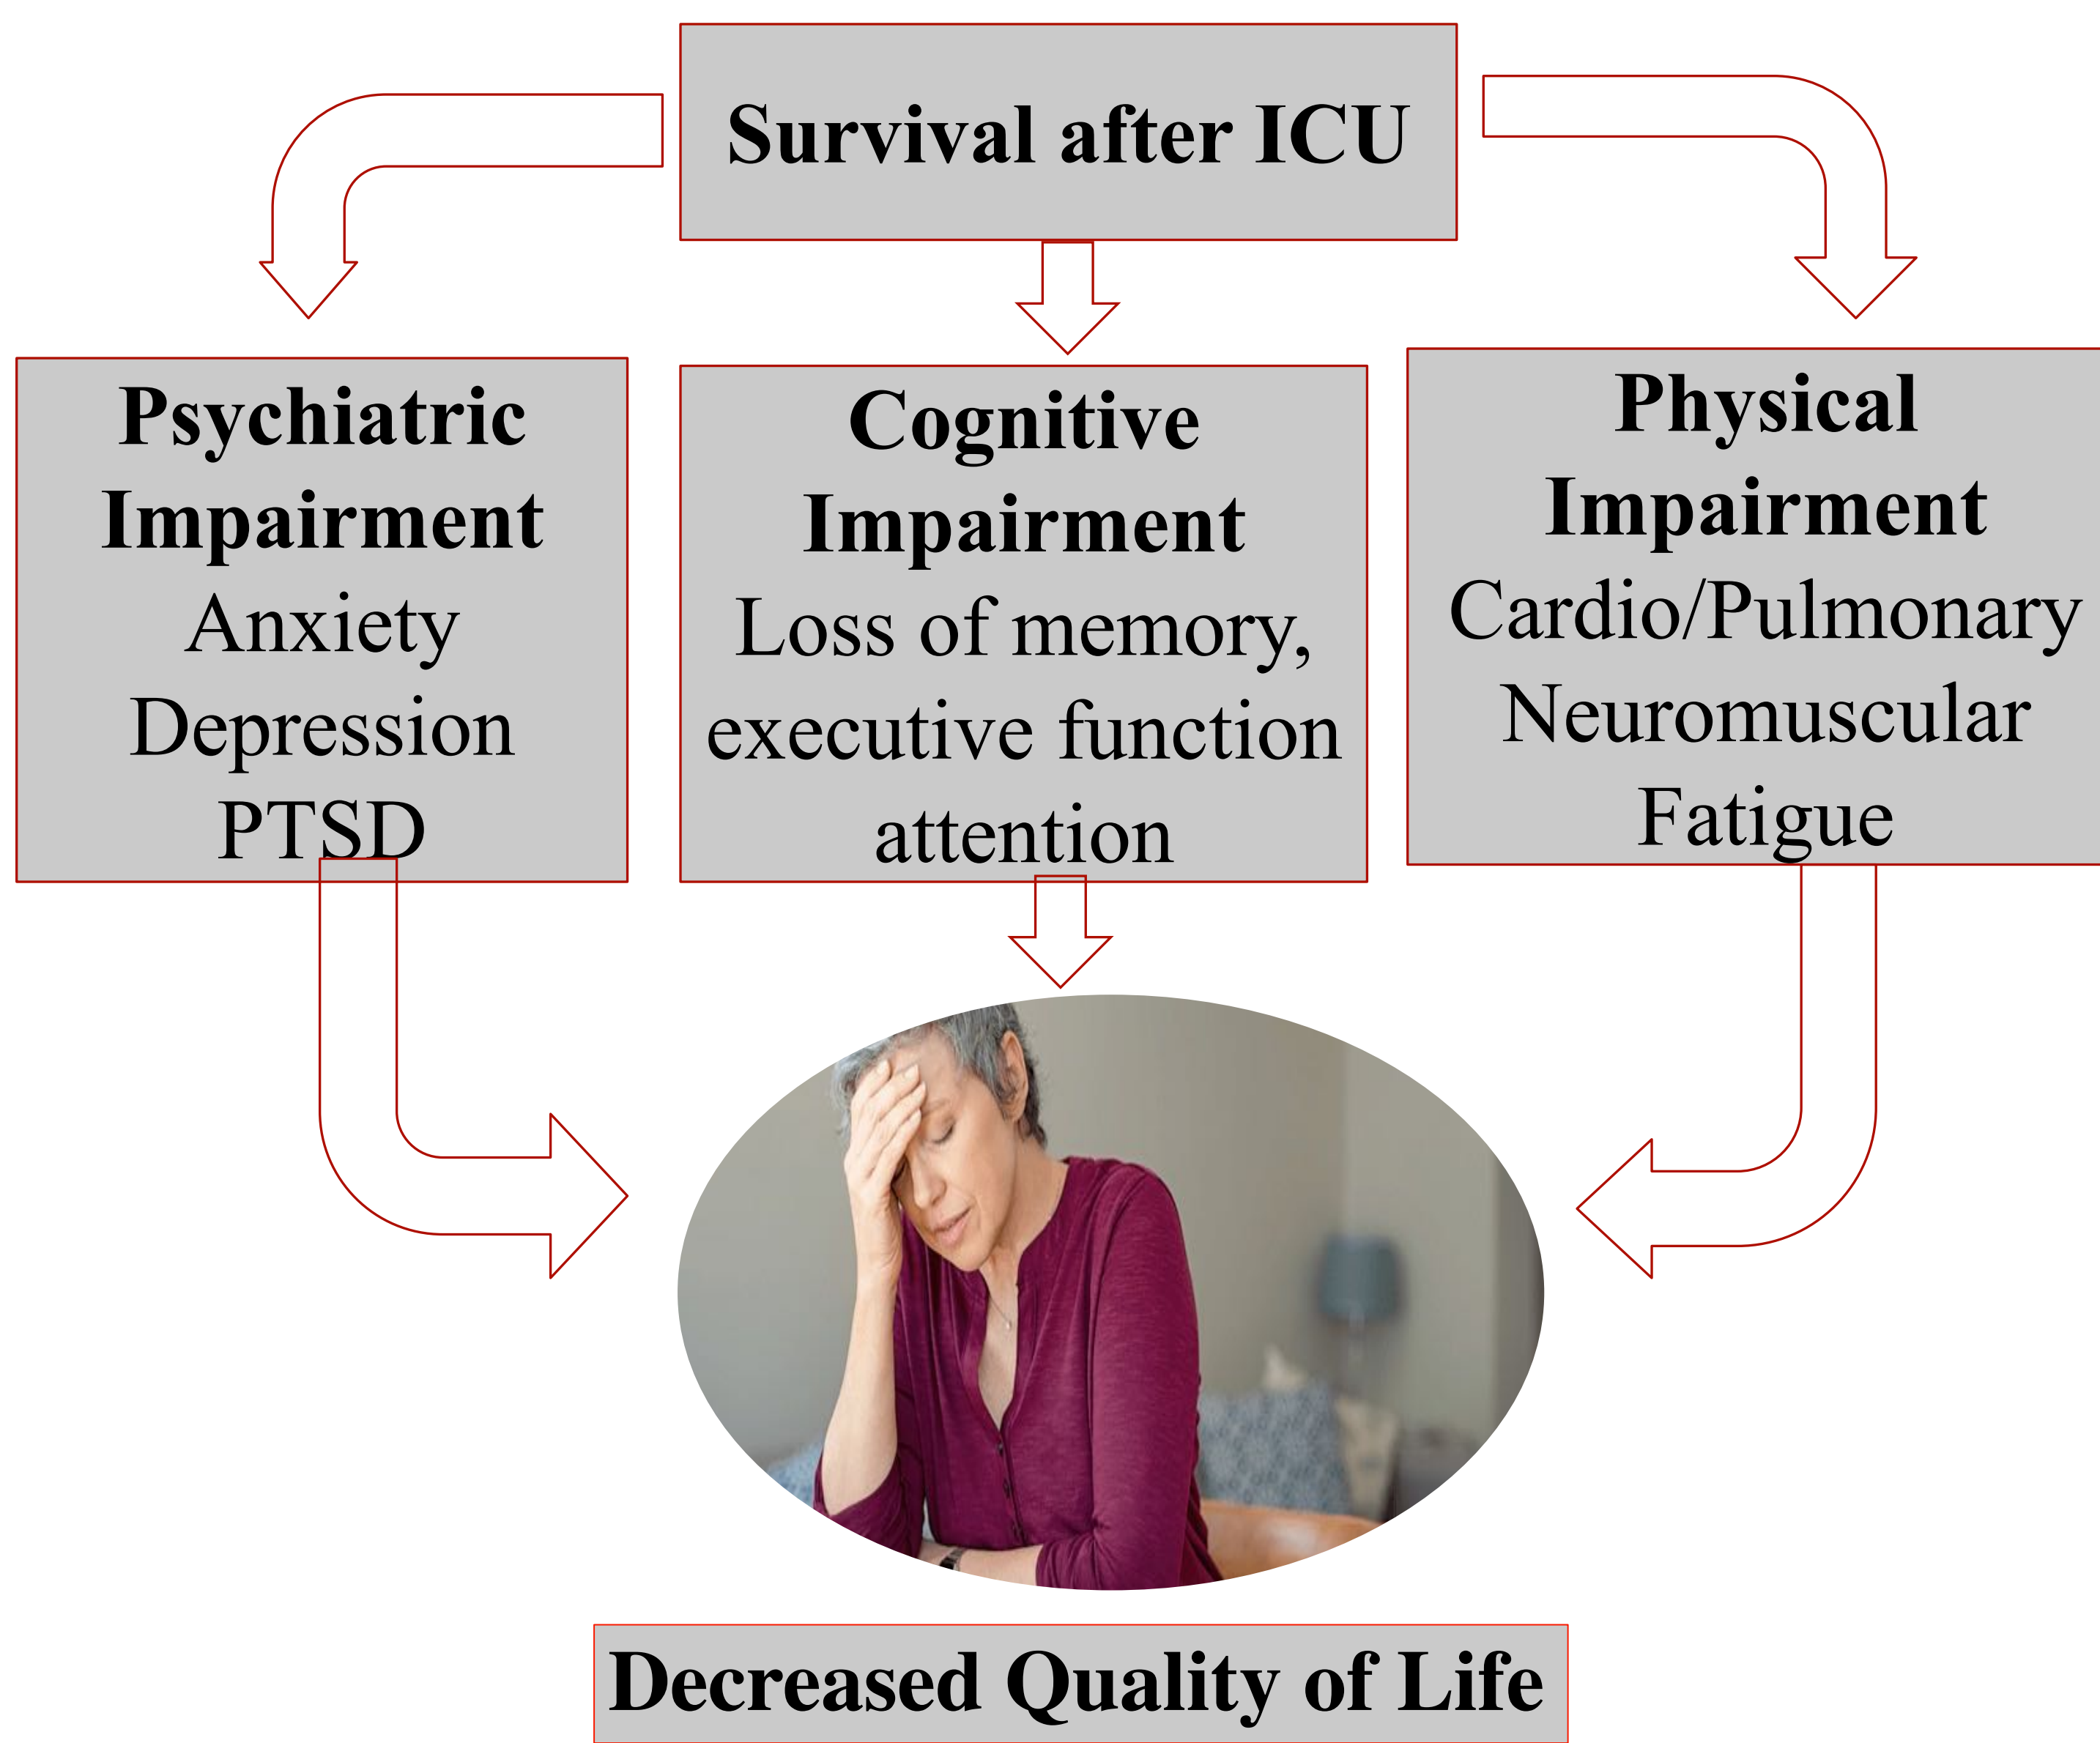 Survival after ICU
Psychiatric
Impairment
Anxiety
Depression
PTSD
Cognitive
Impairment
Loss of memory,
executive function
attention
Physical
Impairment
Cardio/Pulmonary
Neuromuscular
Fatigue
Decreased Quality of Life